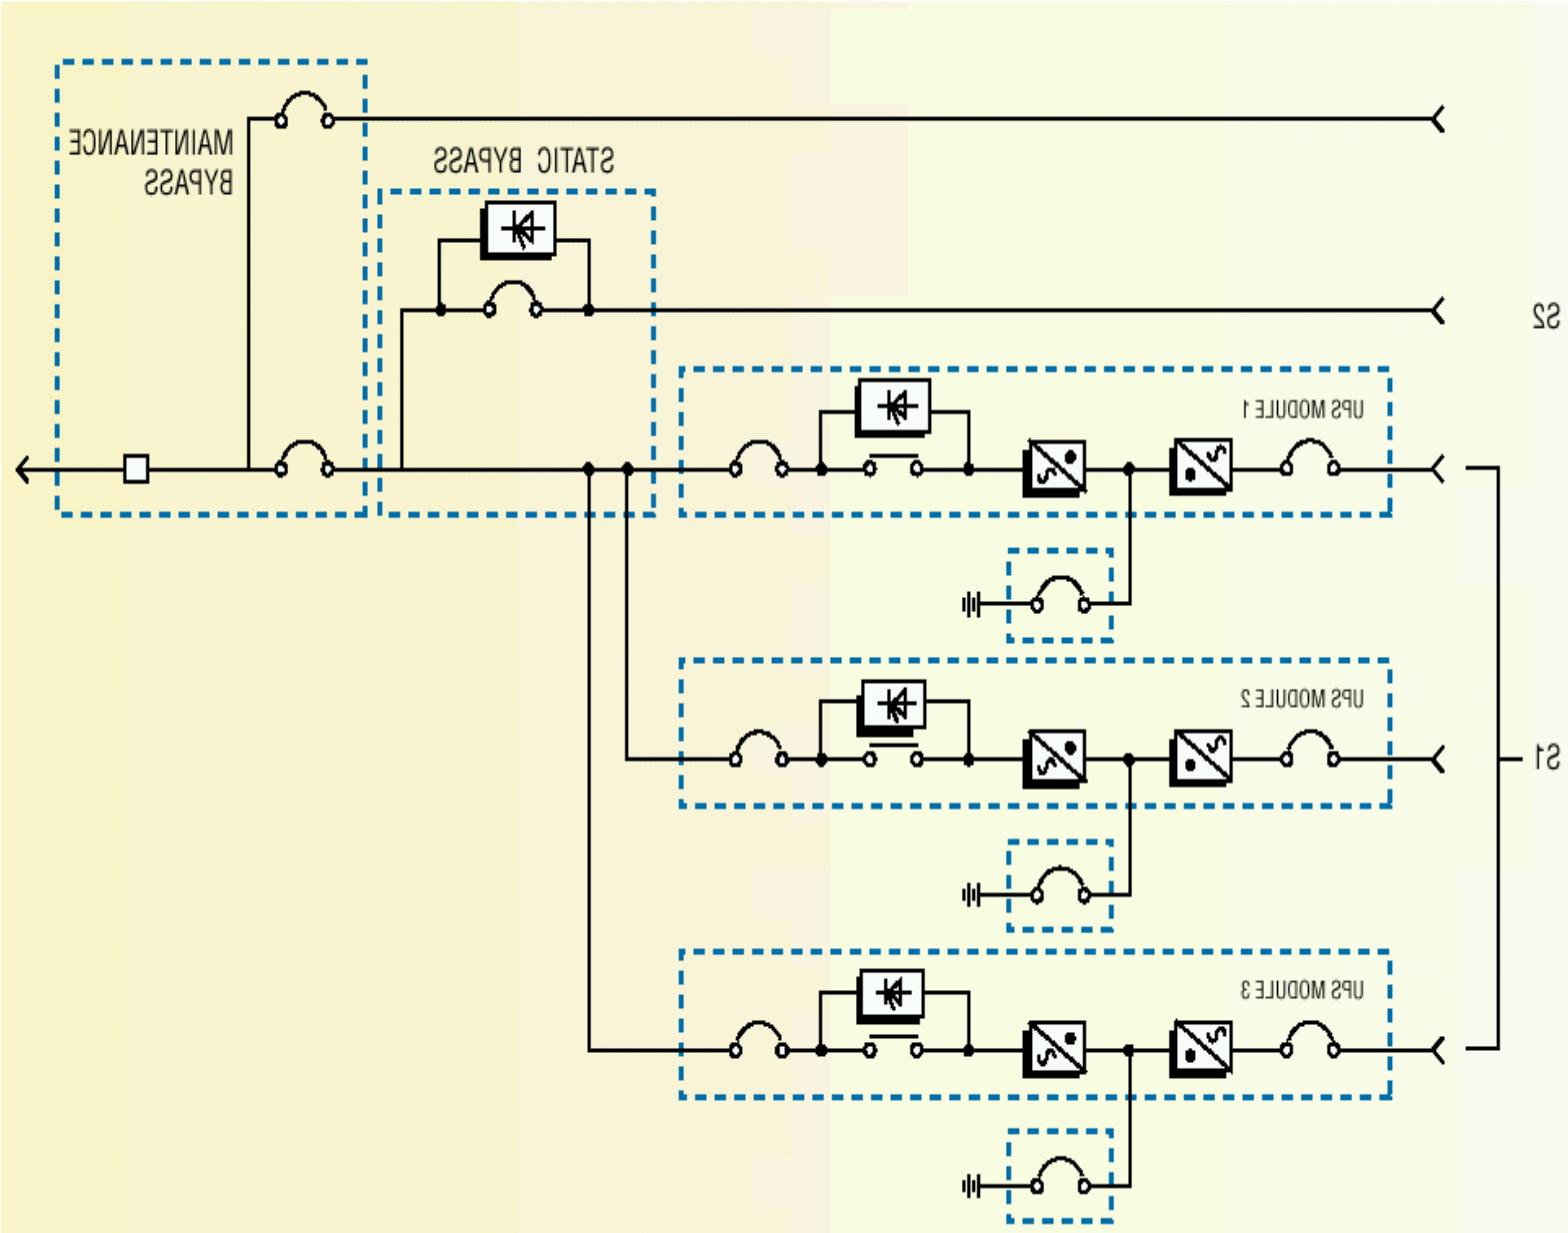 MAINTENANCE
BYPASS
STATIC BYPASS
S2
UPS MODULE 1
UPS MODULE 2
S1
UPS MODULE 3